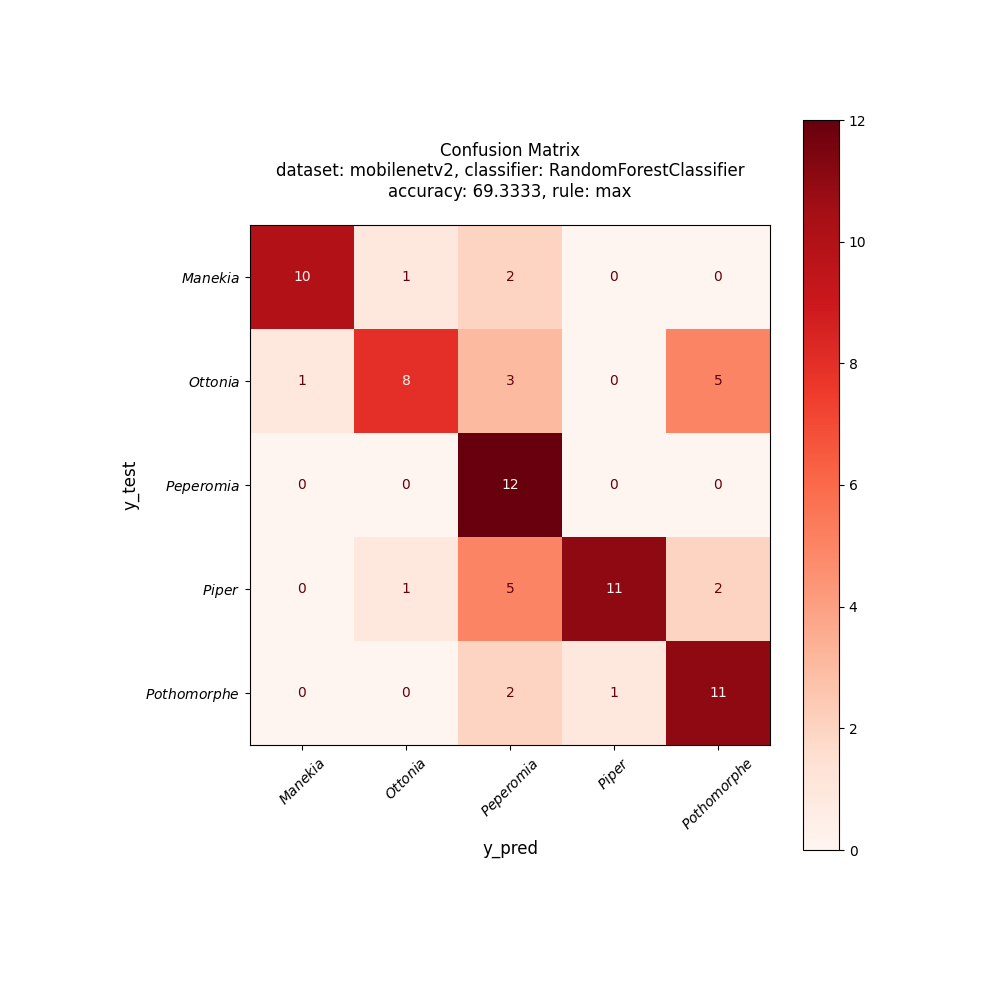 Confusion Matrix
dataset: mobilenetv2, classifier: RandomForestClassifier
accuracy: 69.3333, rule: max
Manekia 10 1 2 0 0
Ottonia 1 8 3 0 5
Peperomia 0 0 12 0 0
Piper 0 1 5 11 2
Pothomorphe 0 0 2 1 11
Manekia Ottonia Peperomia Piper Pothomorphe
y_test
y_pred
12
10
8
6
4
2
0